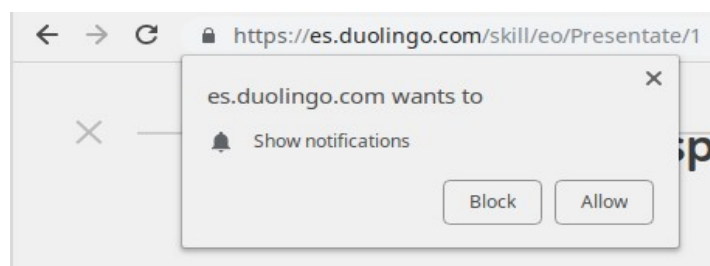 https://es.duolingo.com/skill/eo/Presentate/1
es.duolingo.com wants to
Show notifications
Block Allow